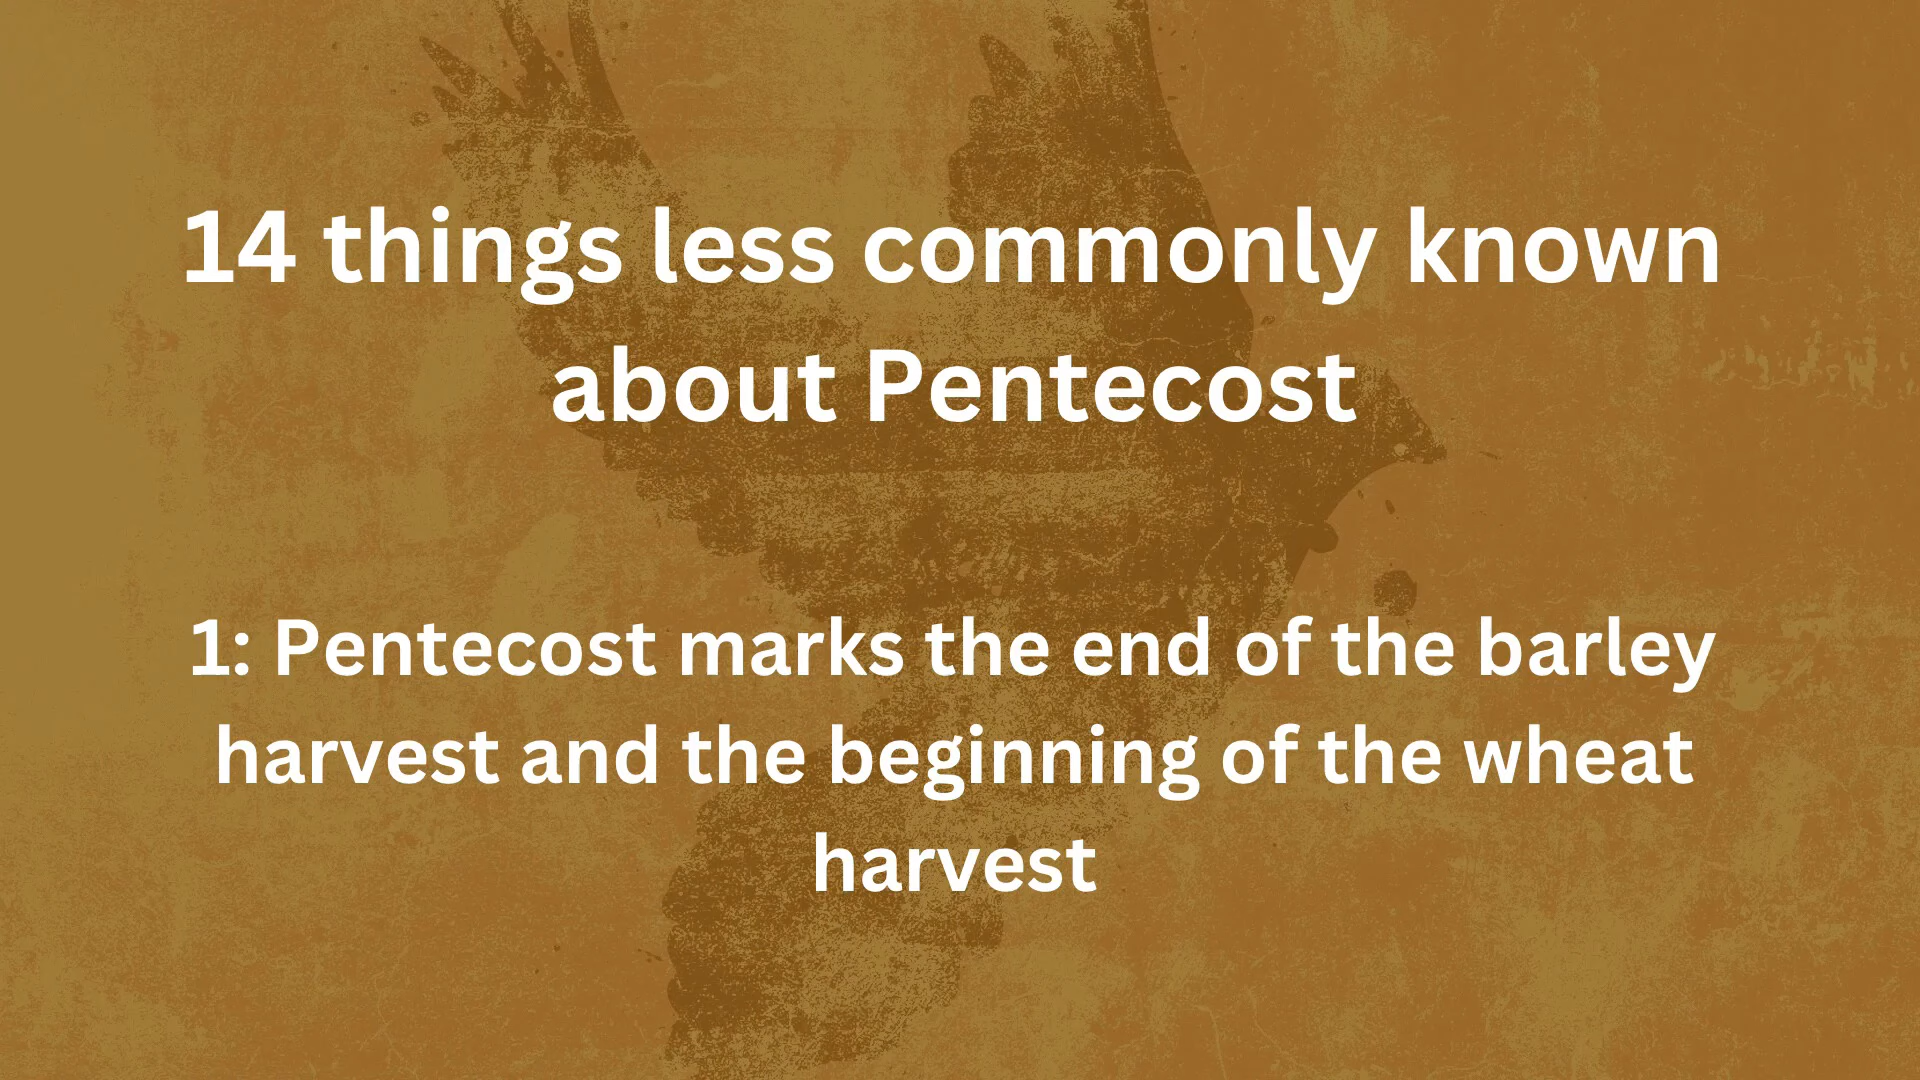 14 things less commonly known
about Pentecost
1: Pentecost marks the end of the barley
harvest and the beginning of the wheat
harvest